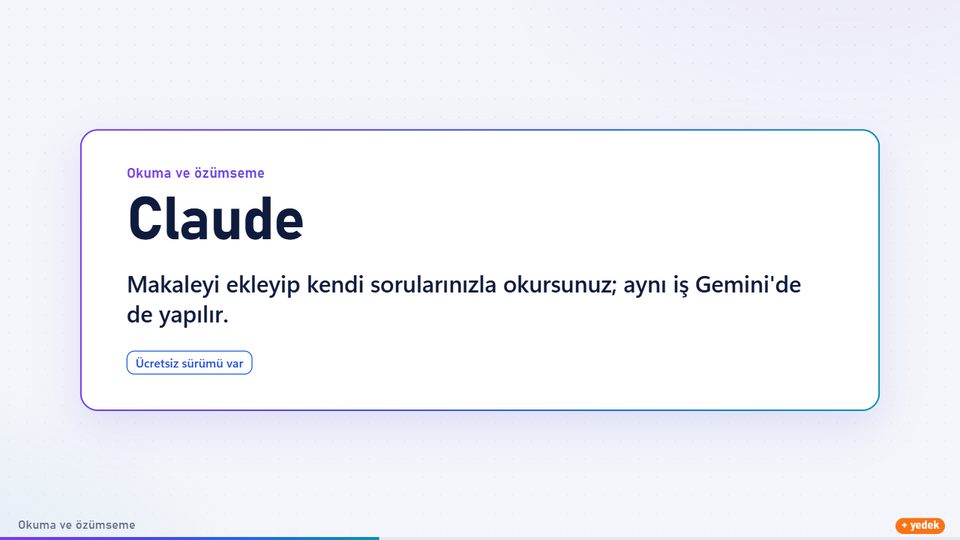 Okuma ve özümseme
Claude
Makaleyi ekleyip kendi sorularınızla okursunuz; aynı iş Gemini'de
de yapılır.
Ücretsiz sürümü var
Okuma ve özümseme
+ yedek